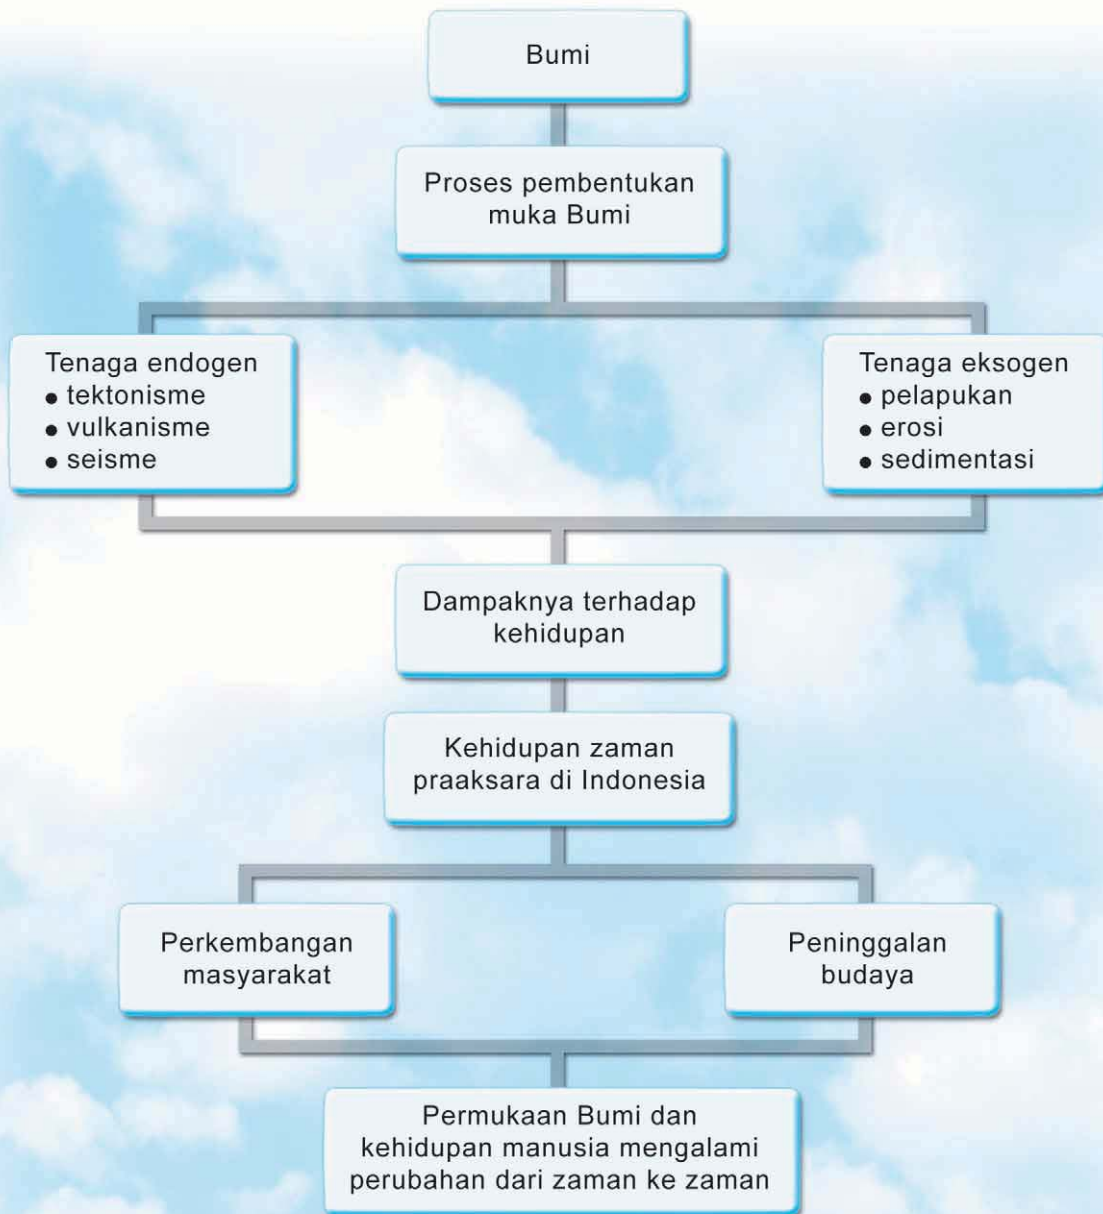 Bumi
Proses pembentukan
muka Bumi
Tenaga endogen
● tektonisme
● vulkanisme
● seisme
Tenaga eksogen
● pelapukan
● erosi
● sedimentasi
Dampaknya terhadap
kehidupan
Kehidupan zaman
praaksara di Indonesia
Perkembangan
masyarakat
Peninggalan
budaya
Permukaan Bumi dan
kehidupan manusia mengalami
perubahan dari zaman ke zaman